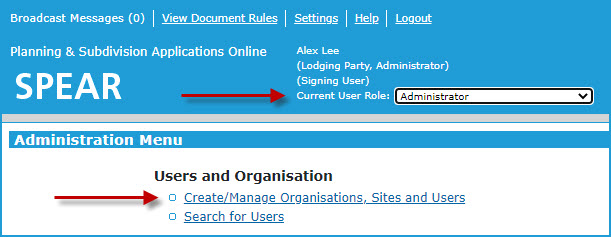 Broadcast Messages (0) View Document Rules Settings Help Logout
Planning & Subdivision Applications Online
SPEAR
Alex Lee
(Lodging Party, Administrator)
(Signing User)
Current User Role: Administrator
Administration Menu
Users and Organisation
Create/Manage Organisations, Sites and Users
Search for Users